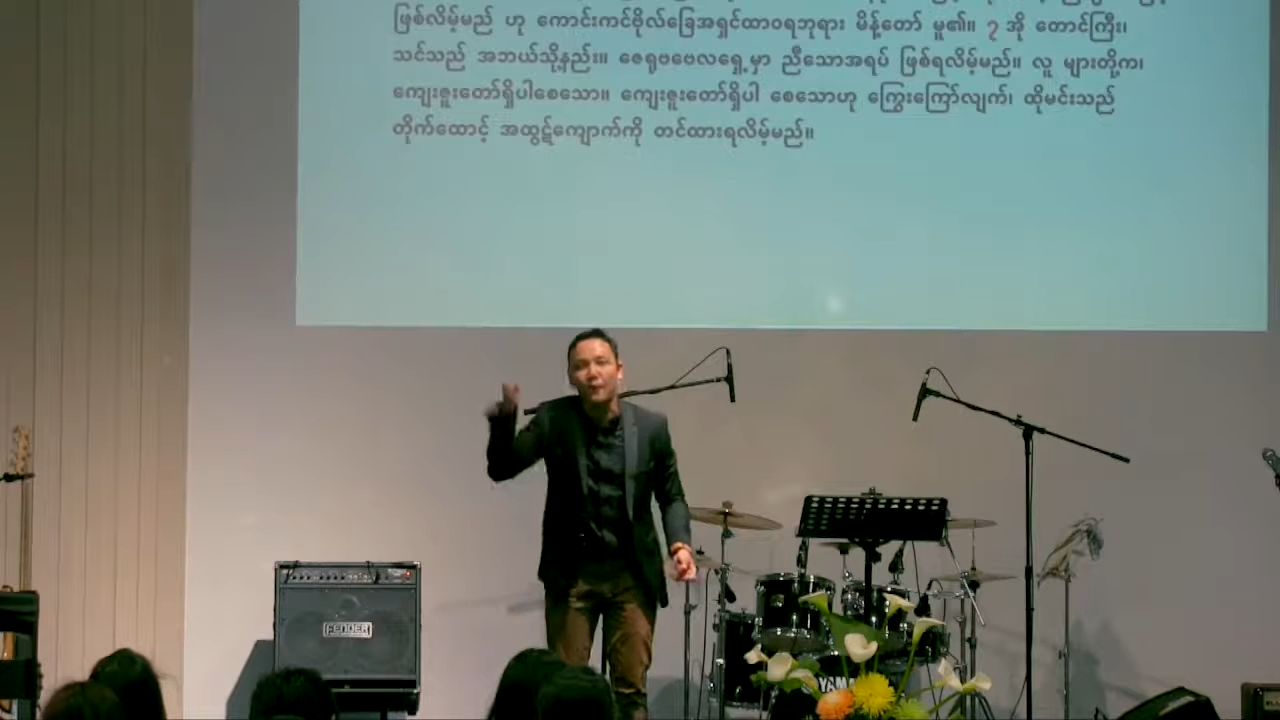 ဖြစ်လိမ့်မည် ဟု ကောင်းကင်ဗိုလ်ခြေအရှင်ထာဝရဘုရား မိန့်တော် မူ၏။ ၇ အို တောင်ကြီး၊
သင်သည် အဘယ်သို့နည်း။ ဇေရုဗဗေလရှေ့မှာ ညီသောအရပ် ဖြစ်ရလိမ့်မည်။ လူ များတို့က၊
ကျေးဇူးတော်ရှိပါစေသော။ ကျေးဇူးတော်ရှိပါ စေသောဟု ကြွေးကြော်လျက်၊ ထိုမင်းသည်
တိုက်ထောင့် အထွဋ်ကျောက်ကို တင်ထားရလိမ့်မည်။
FENDER